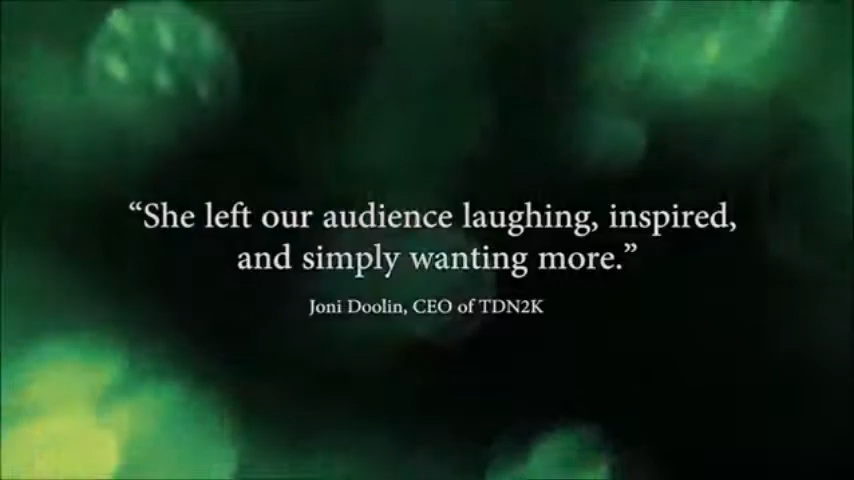 “She left our audience laughing, inspired,
and simply wanting more.”
Joni Doolin, CEO of TDN2K